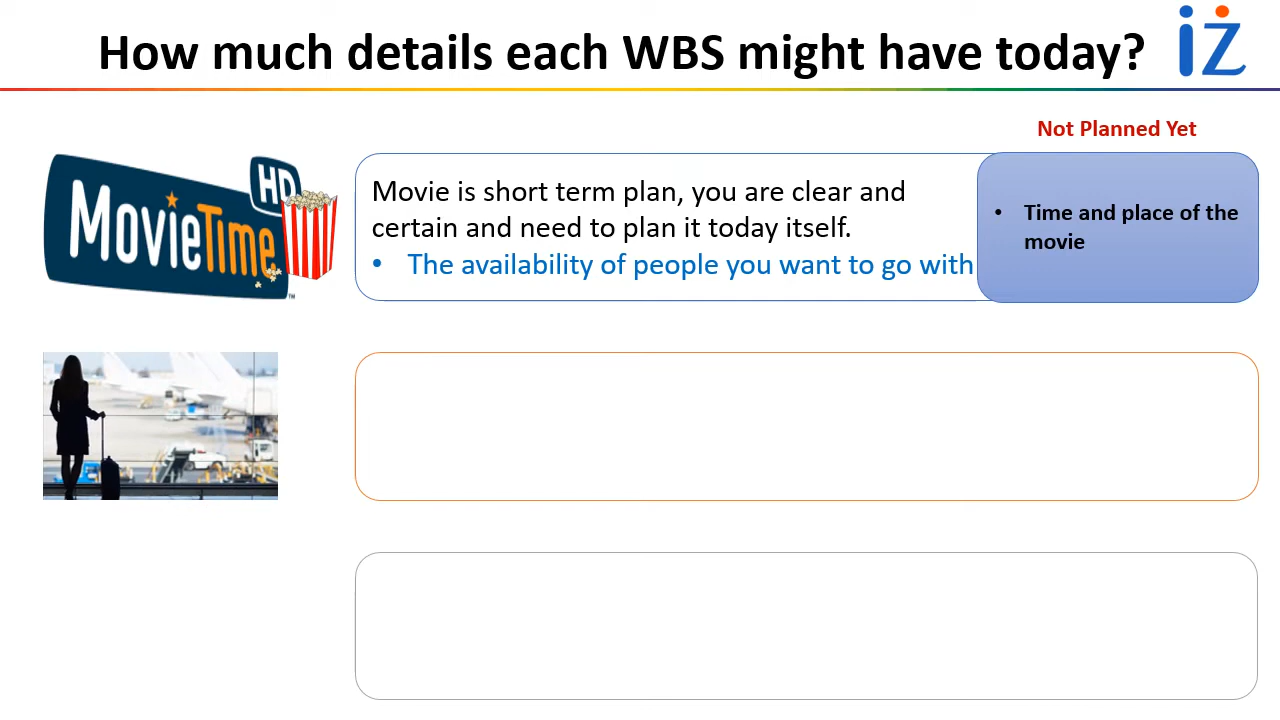 How much details each WBS might have today?
iz
Not Planned Yet
MovieTime HD
™
Movie is short term plan, you are clear and
certain and need to plan it today itself.
• The availability of people you want to go with
• Time and place of the
movie